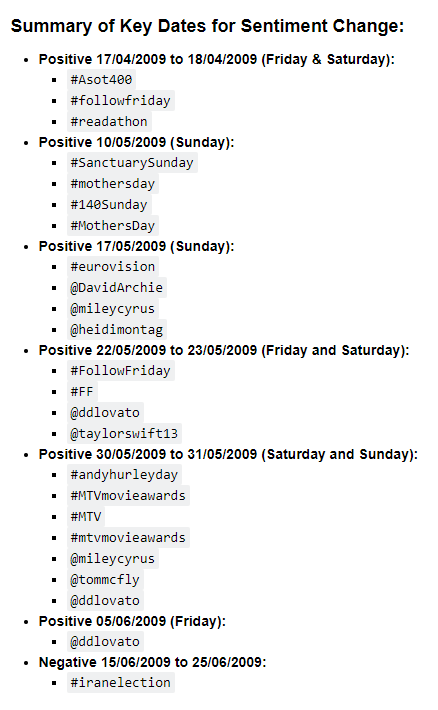 Summary of Key Dates for Sentiment Change:
Positive 17/04/2009 to 18/04/2009 (Friday & Saturday):
#Asot400
#followfriday
#readathon
Positive 10/05/2009 (Sunday):
#SanctuarySunday
#mothersday
#140Sunday
#MothersDay
Positive 17/05/2009 (Sunday):
#eurovision
@DavidArchie
@mileycyrus
@heidimontag
Positive 22/05/2009 to 23/05/2009 (Friday and Saturday):
#FollowFriday
#FF
@ddlovato
@taylorswift13
Positive 30/05/2009 to 31/05/2009 (Saturday and Sunday):
#andyhurleyday
#MTVmovieawards
#MTV
#mtvmovieawards
@mileycyrus
@tommcfly
@ddlovato
Positive 05/06/2009 (Friday):
@ddlovato
Negative 15/06/2009 to 25/06/2009:
#iranelection